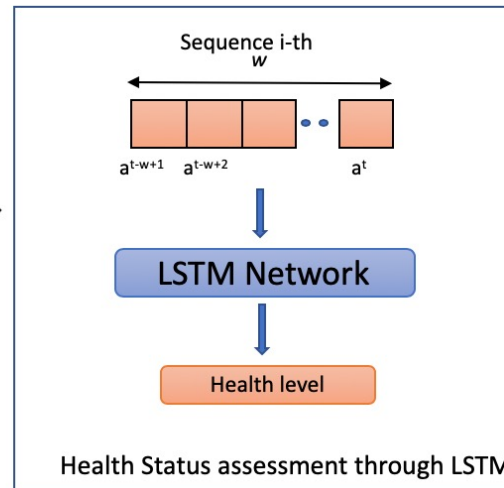 Sequence i-th
w
a^{t-w+1} a^{t-w+2} a^{t}
LSTM Network
Health level
Health Status assessment through LSTM